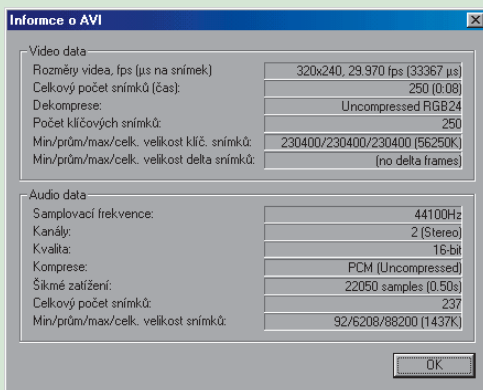 Informce o AVI
Video data
Rozměry videa, fps (µs na snímek) 320x240, 29.970 fps (33367 µs)
Celkový počet snímků (čas): 250 (0:08)
Dekomprese: Uncompressed RGB24
Počet klíčových snímků: 250
Min/prům/max/celk. velikost klíč. snímků: 230400/230400/230400 (56250K)
Min/prům/max/celk. velikost delta snímků: (no delta frames)
Audio data
Samplovací frekvence: 44100Hz
Kanály: 2 (Stereo)
Kvalita: 16-bit
Komprese: PCM (Uncompressed)
Šikmé zatížení: 22050 samples (0.50s)
Celkový počet snímků: 237
Min/prům/max/celk. velikost snímků: 92/6208/88200 (1437K)
OK